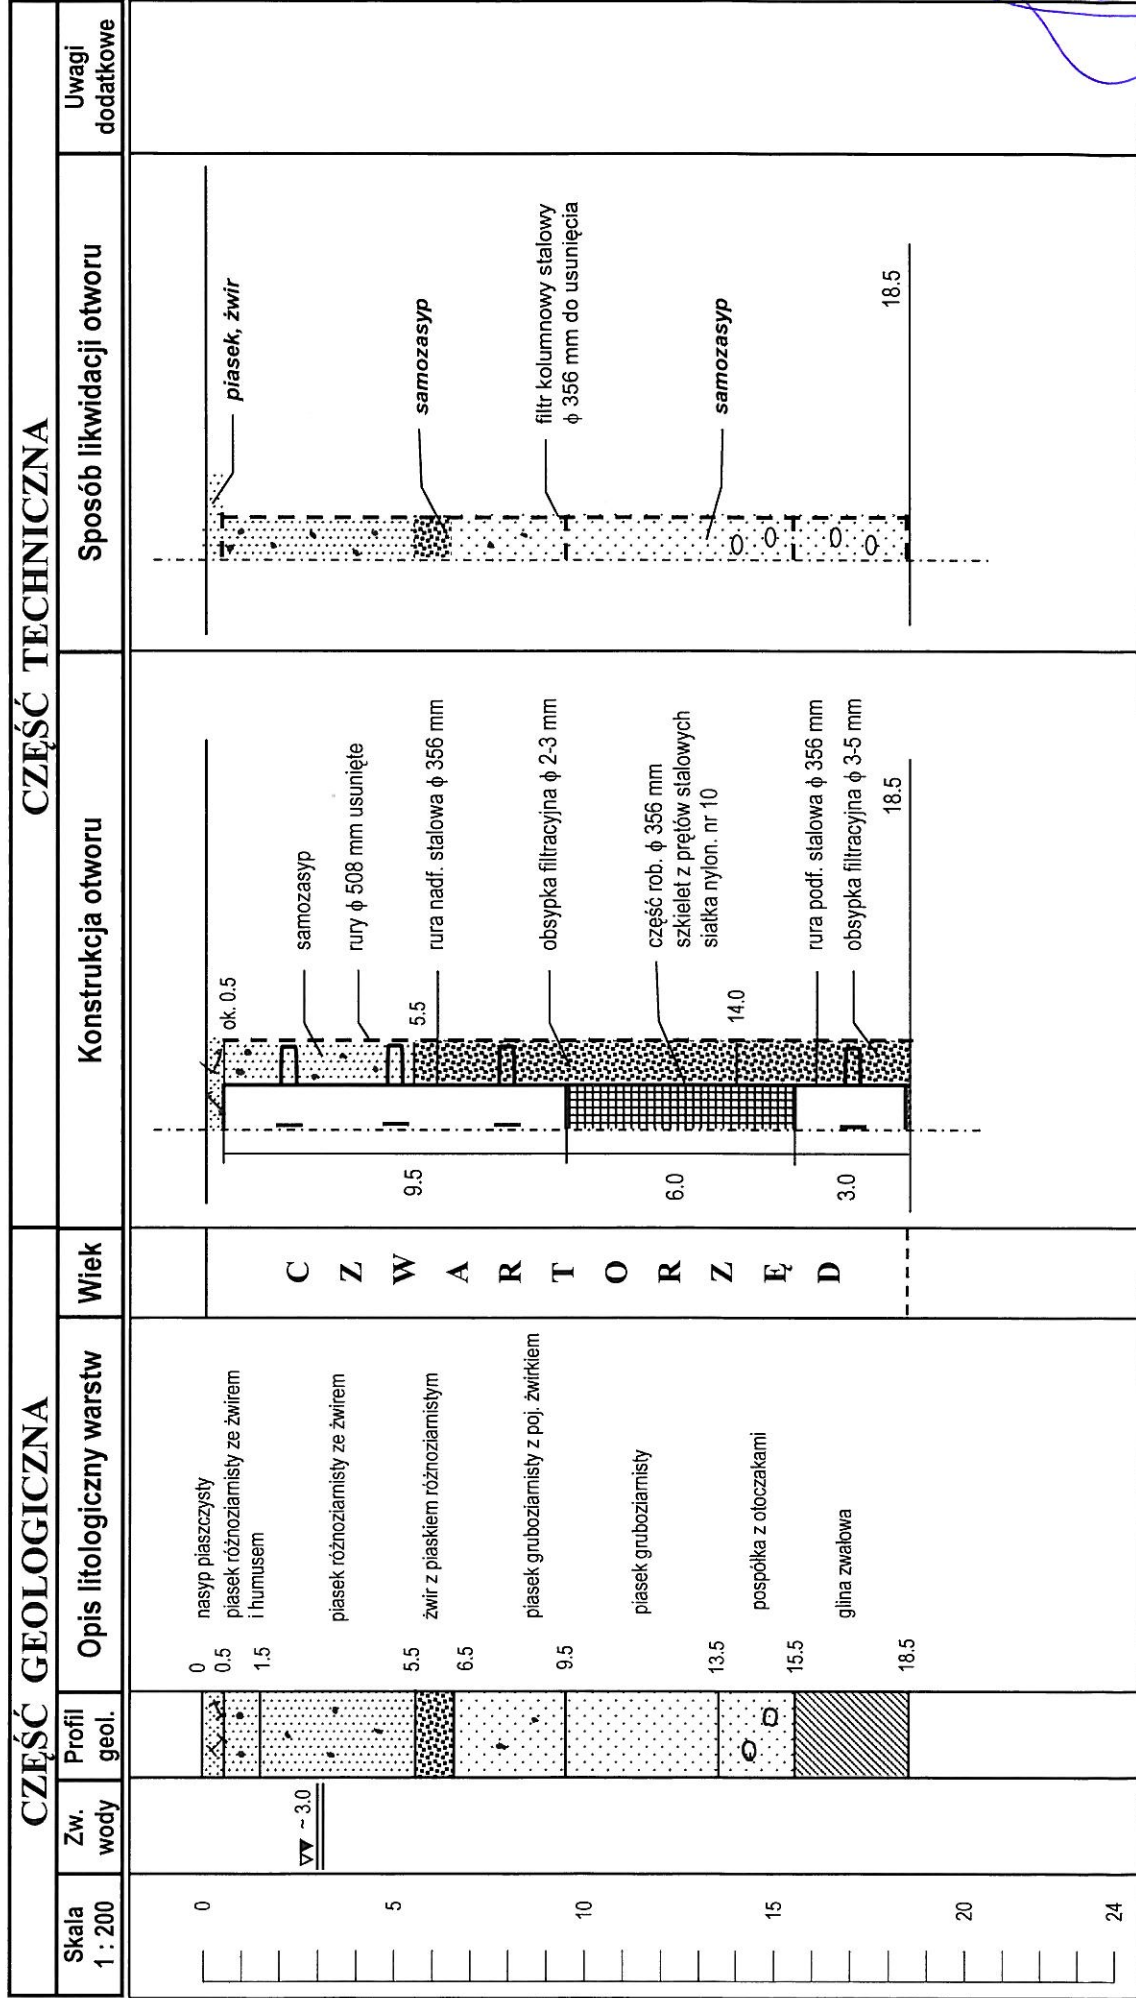 CZĘŚĆ GEOLOGICZNA
CZĘŚĆ TECHNICZNA
Skala
1 : 200
Zw.
wody
Profil
geol.
Opis litologiczny warstw
Wiek
Konstrukcja otworu
Sposób likwidacji otworu
Uwagi
dodatkowe
0
5
10
15
20
24
~ 3.0
0
0.5
1.5
5.5
6.5
9.5
13.5
15.5
18.5
nasyp piaszczysty
piasek różnoziarnisty ze żwirem
i humusem
piasek różnoziarnisty ze żwirem
żwir z piaskiem różnoziarnistym
piasek gruboziarnisty z poj. żwirkiem
piasek gruboziarnisty
pospółka z otoczakami
glina zwałowa
C Z W A R T O R Z Ę D
9.5
6.0
3.0
ok. 0.5
samozasyp
rury ϕ 508 mm usunięte
5.5
rura nadf. stalowa ϕ 356 mm
obsypka filtracyjna ϕ 2-3 mm
część rob. ϕ 356 mm
szkielet z prętów stalowych
siatka nylon. nr 10
14.0
rura podf. stalowa ϕ 356 mm
obsypka filtracyjna ϕ 3-5 mm
18.5
piasek, żwir
samozasyp
filtr kolumnowy stalowy
ϕ 356 mm do usunięcia
samozasyp
18.5